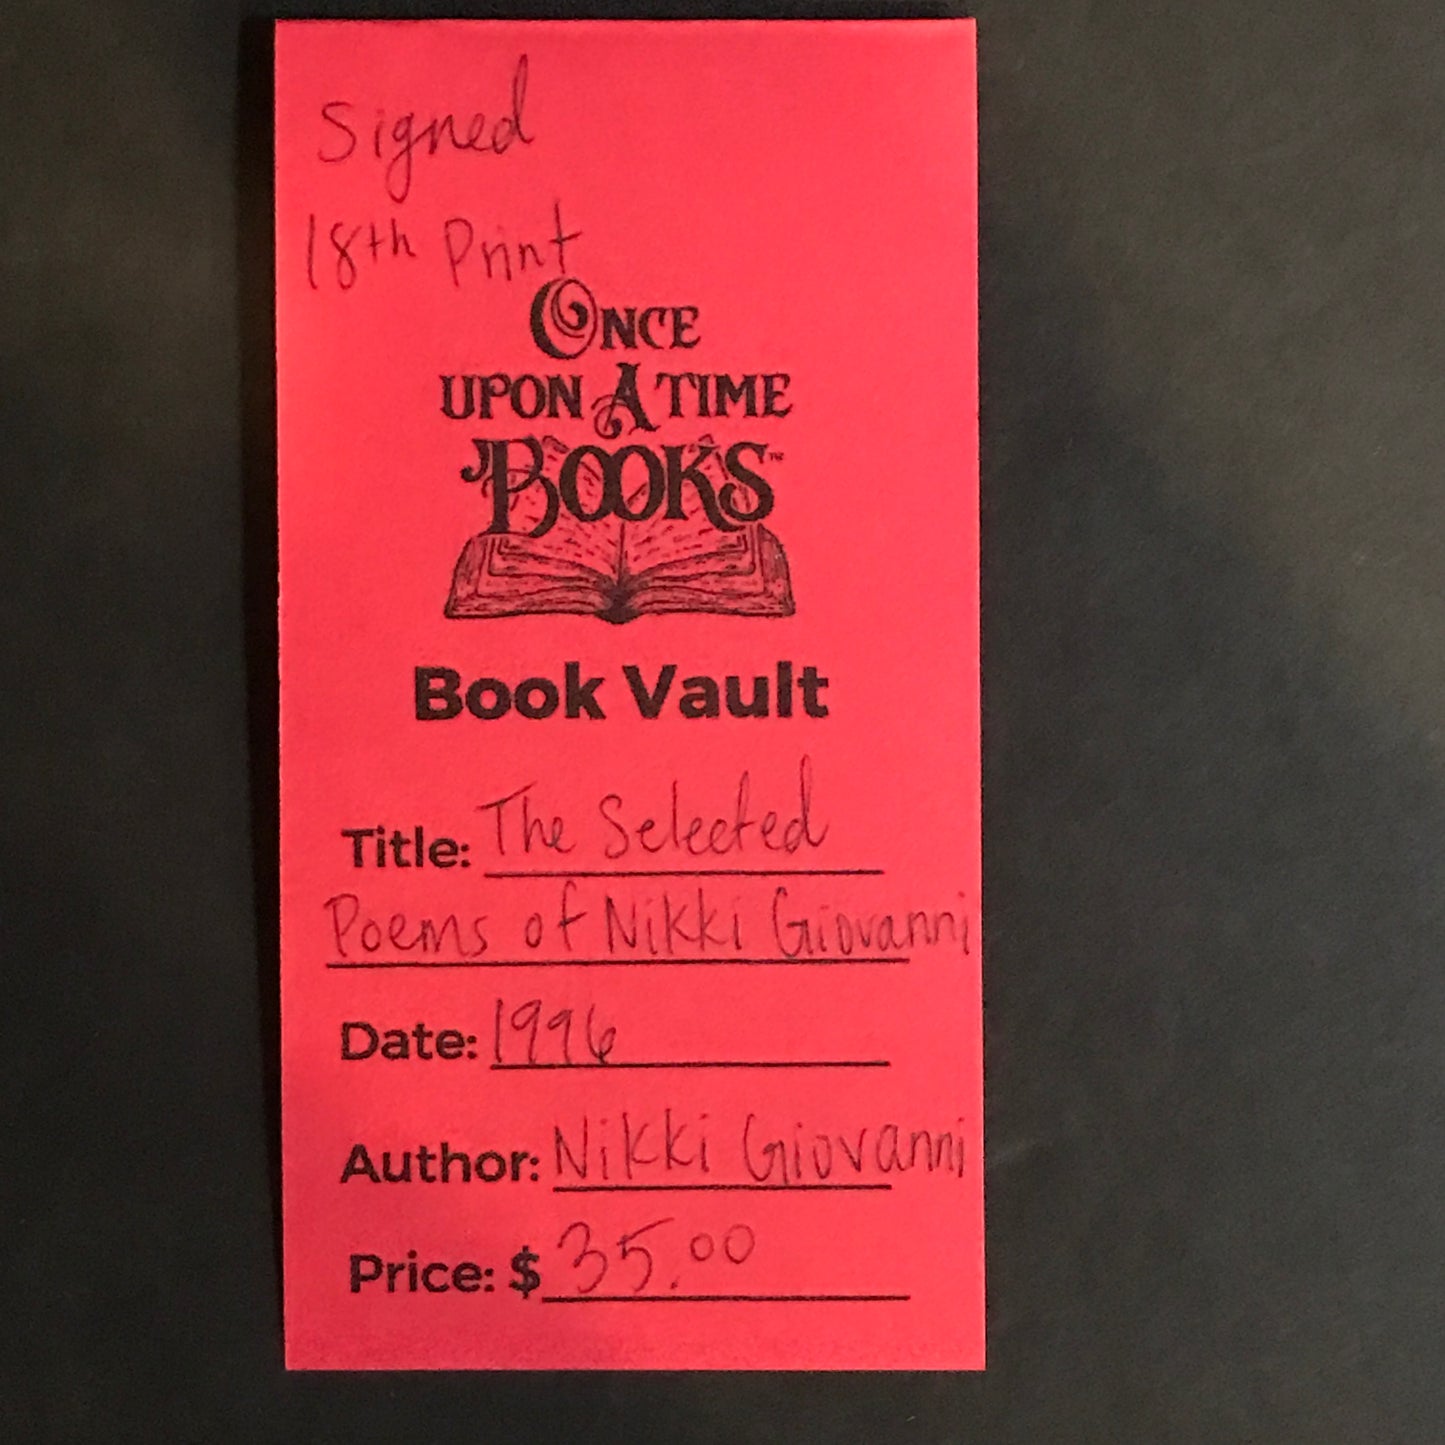 Signed
18th Print
ONCE
UPON A TIME
BOOKS™
Book Vault
Title: The Selected
Poems of Nikki Giovanni
Date: 1996
Author: Nikki Giovanni
Price: $ 35.00